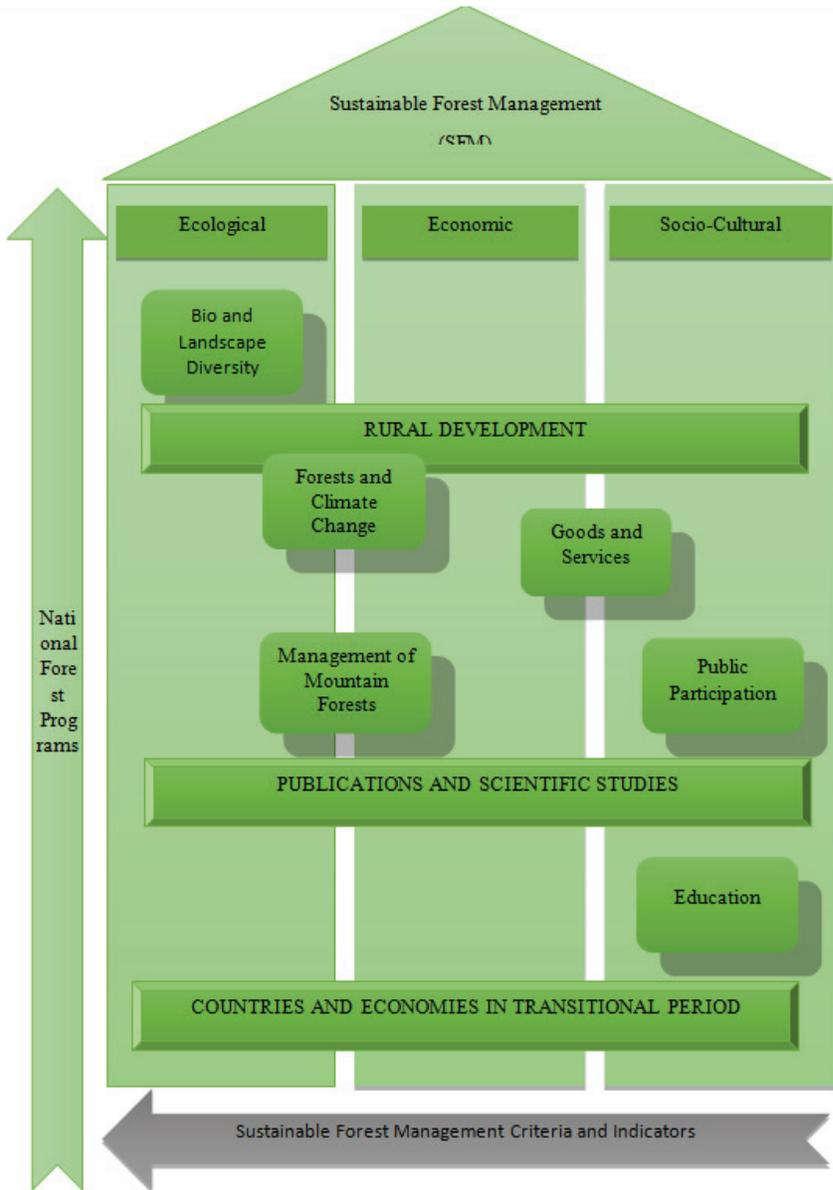 Sustainable Forest Management
(SFM)
Ecological
Economic
Socio-Cultural
Bio and
Landscape
Diversity
RURAL DEVELOPMENT
Forests and
Climate
Change
Goods and
Services
Nati
onal
Fore
st
Prog
rams
Management of
Mountain
Forests
Public
Participation
PUBLICATIONS AND SCIENTIFIC STUDIES
Education
COUNTRIES AND ECONOMIES IN TRANSITIONAL PERIOD
Sustainable Forest Management Criteria and Indicators